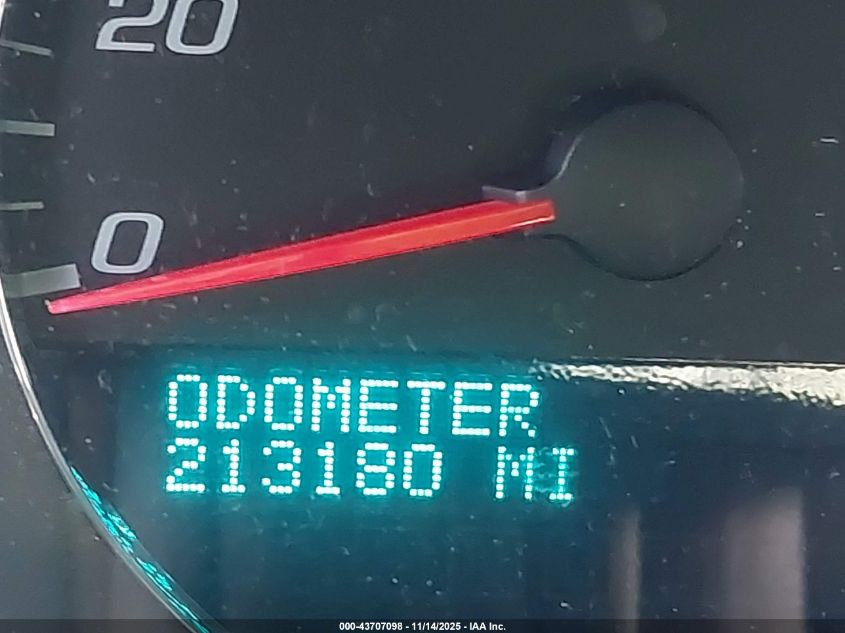 20
0
ODOMETER
213180 MI
000-43707098 - 11/14/2025 - IAA Inc.